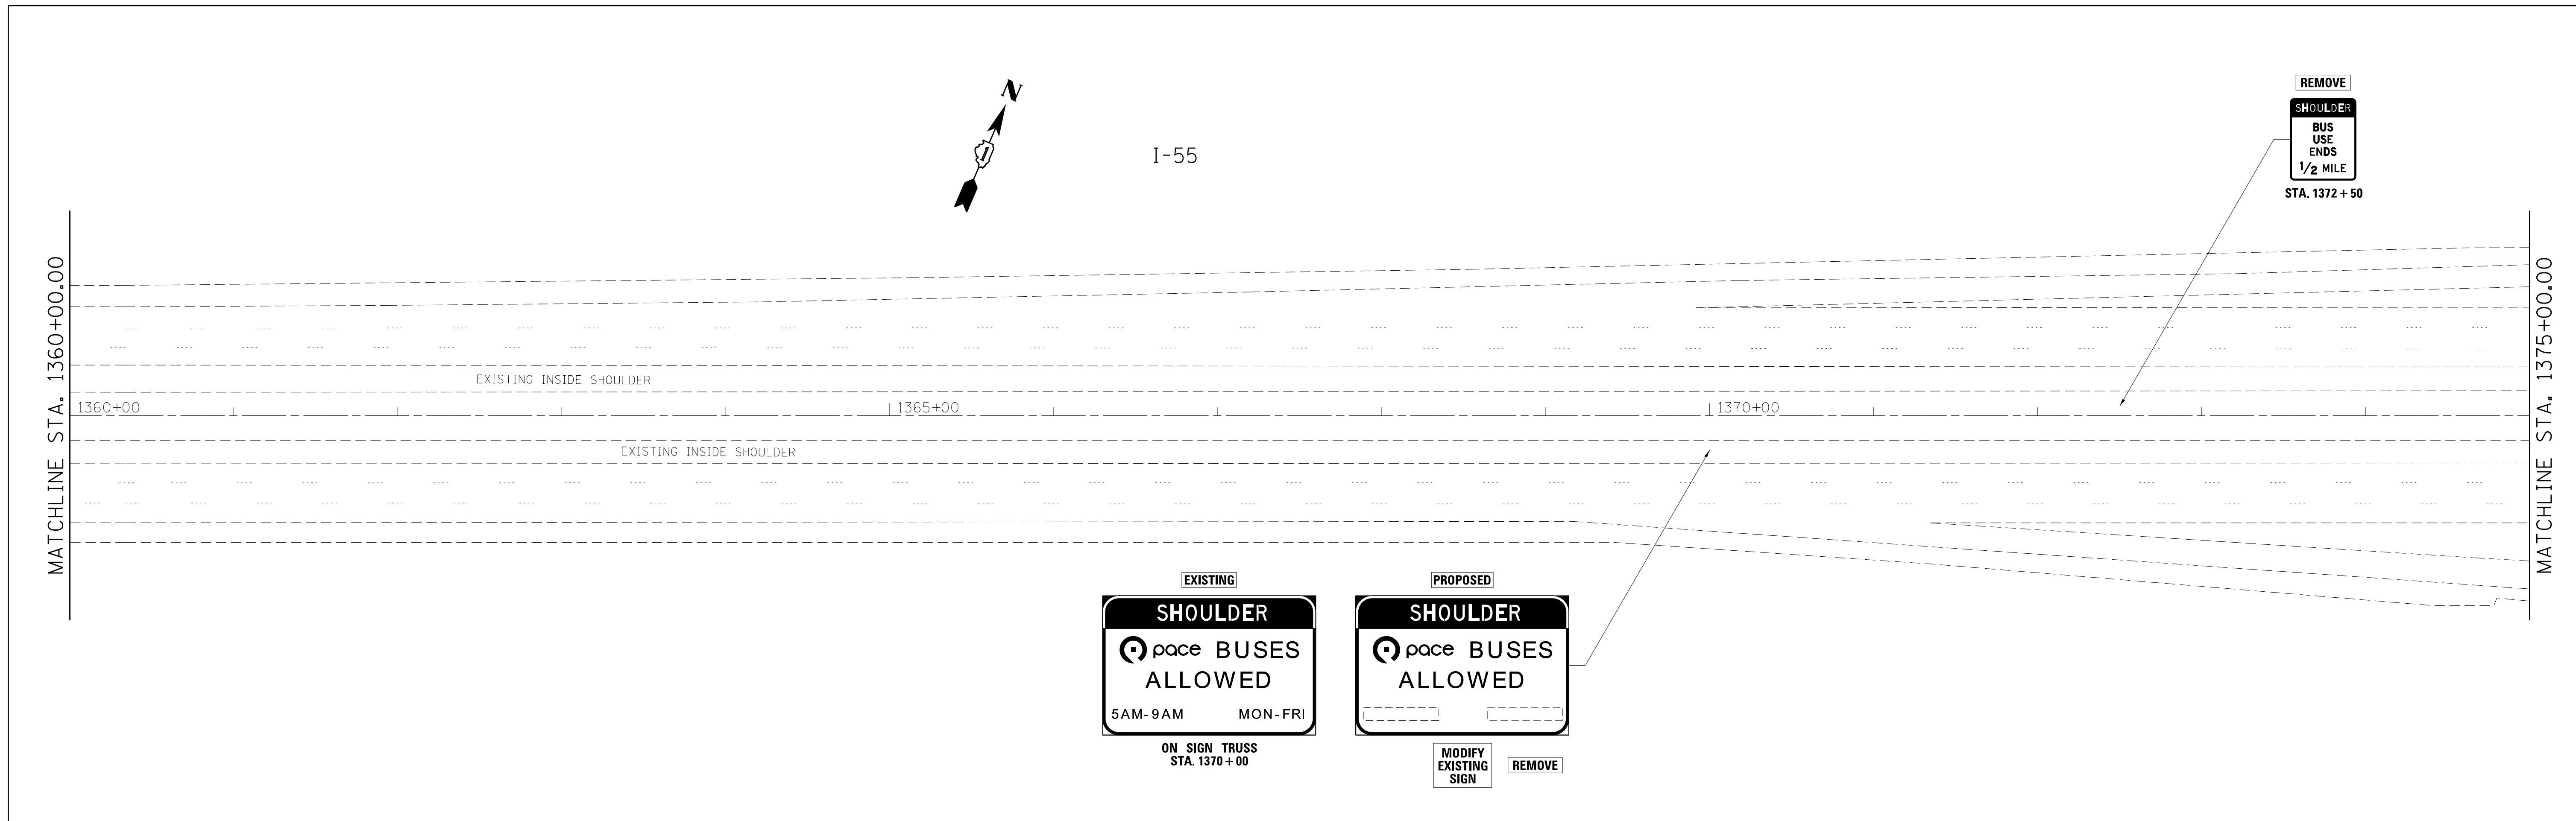 REMOVE
SHOULDER
BUS
USE
ENDS
1/2 MILE
STA. 1372+50
N
1
I-55
MATCHLINE STA. 1360+00.00
MATCHLINE STA. 1375+00.00
EXISTING INSIDE SHOULDER
1360+00
1365+00
1370+00
EXISTING INSIDE SHOULDER
EXISTING
SHOULDER
pace BUSES
ALLOWED
5AM-9AM MON-FRI
ON SIGN TRUSS
STA. 1370+00
PROPOSED
SHOULDER
pace BUSES
ALLOWED
MODIFY
EXISTING
SIGN
REMOVE